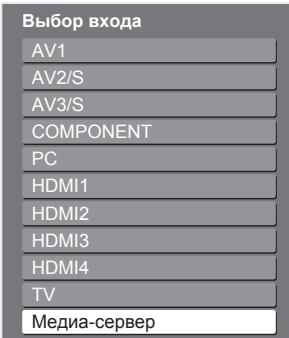 Выбор входа
AV1
AV2/S
AV3/S
COMPONENT
PC
HDMI1
HDMI2
HDMI3
HDMI4
TV
Медиа-сервер